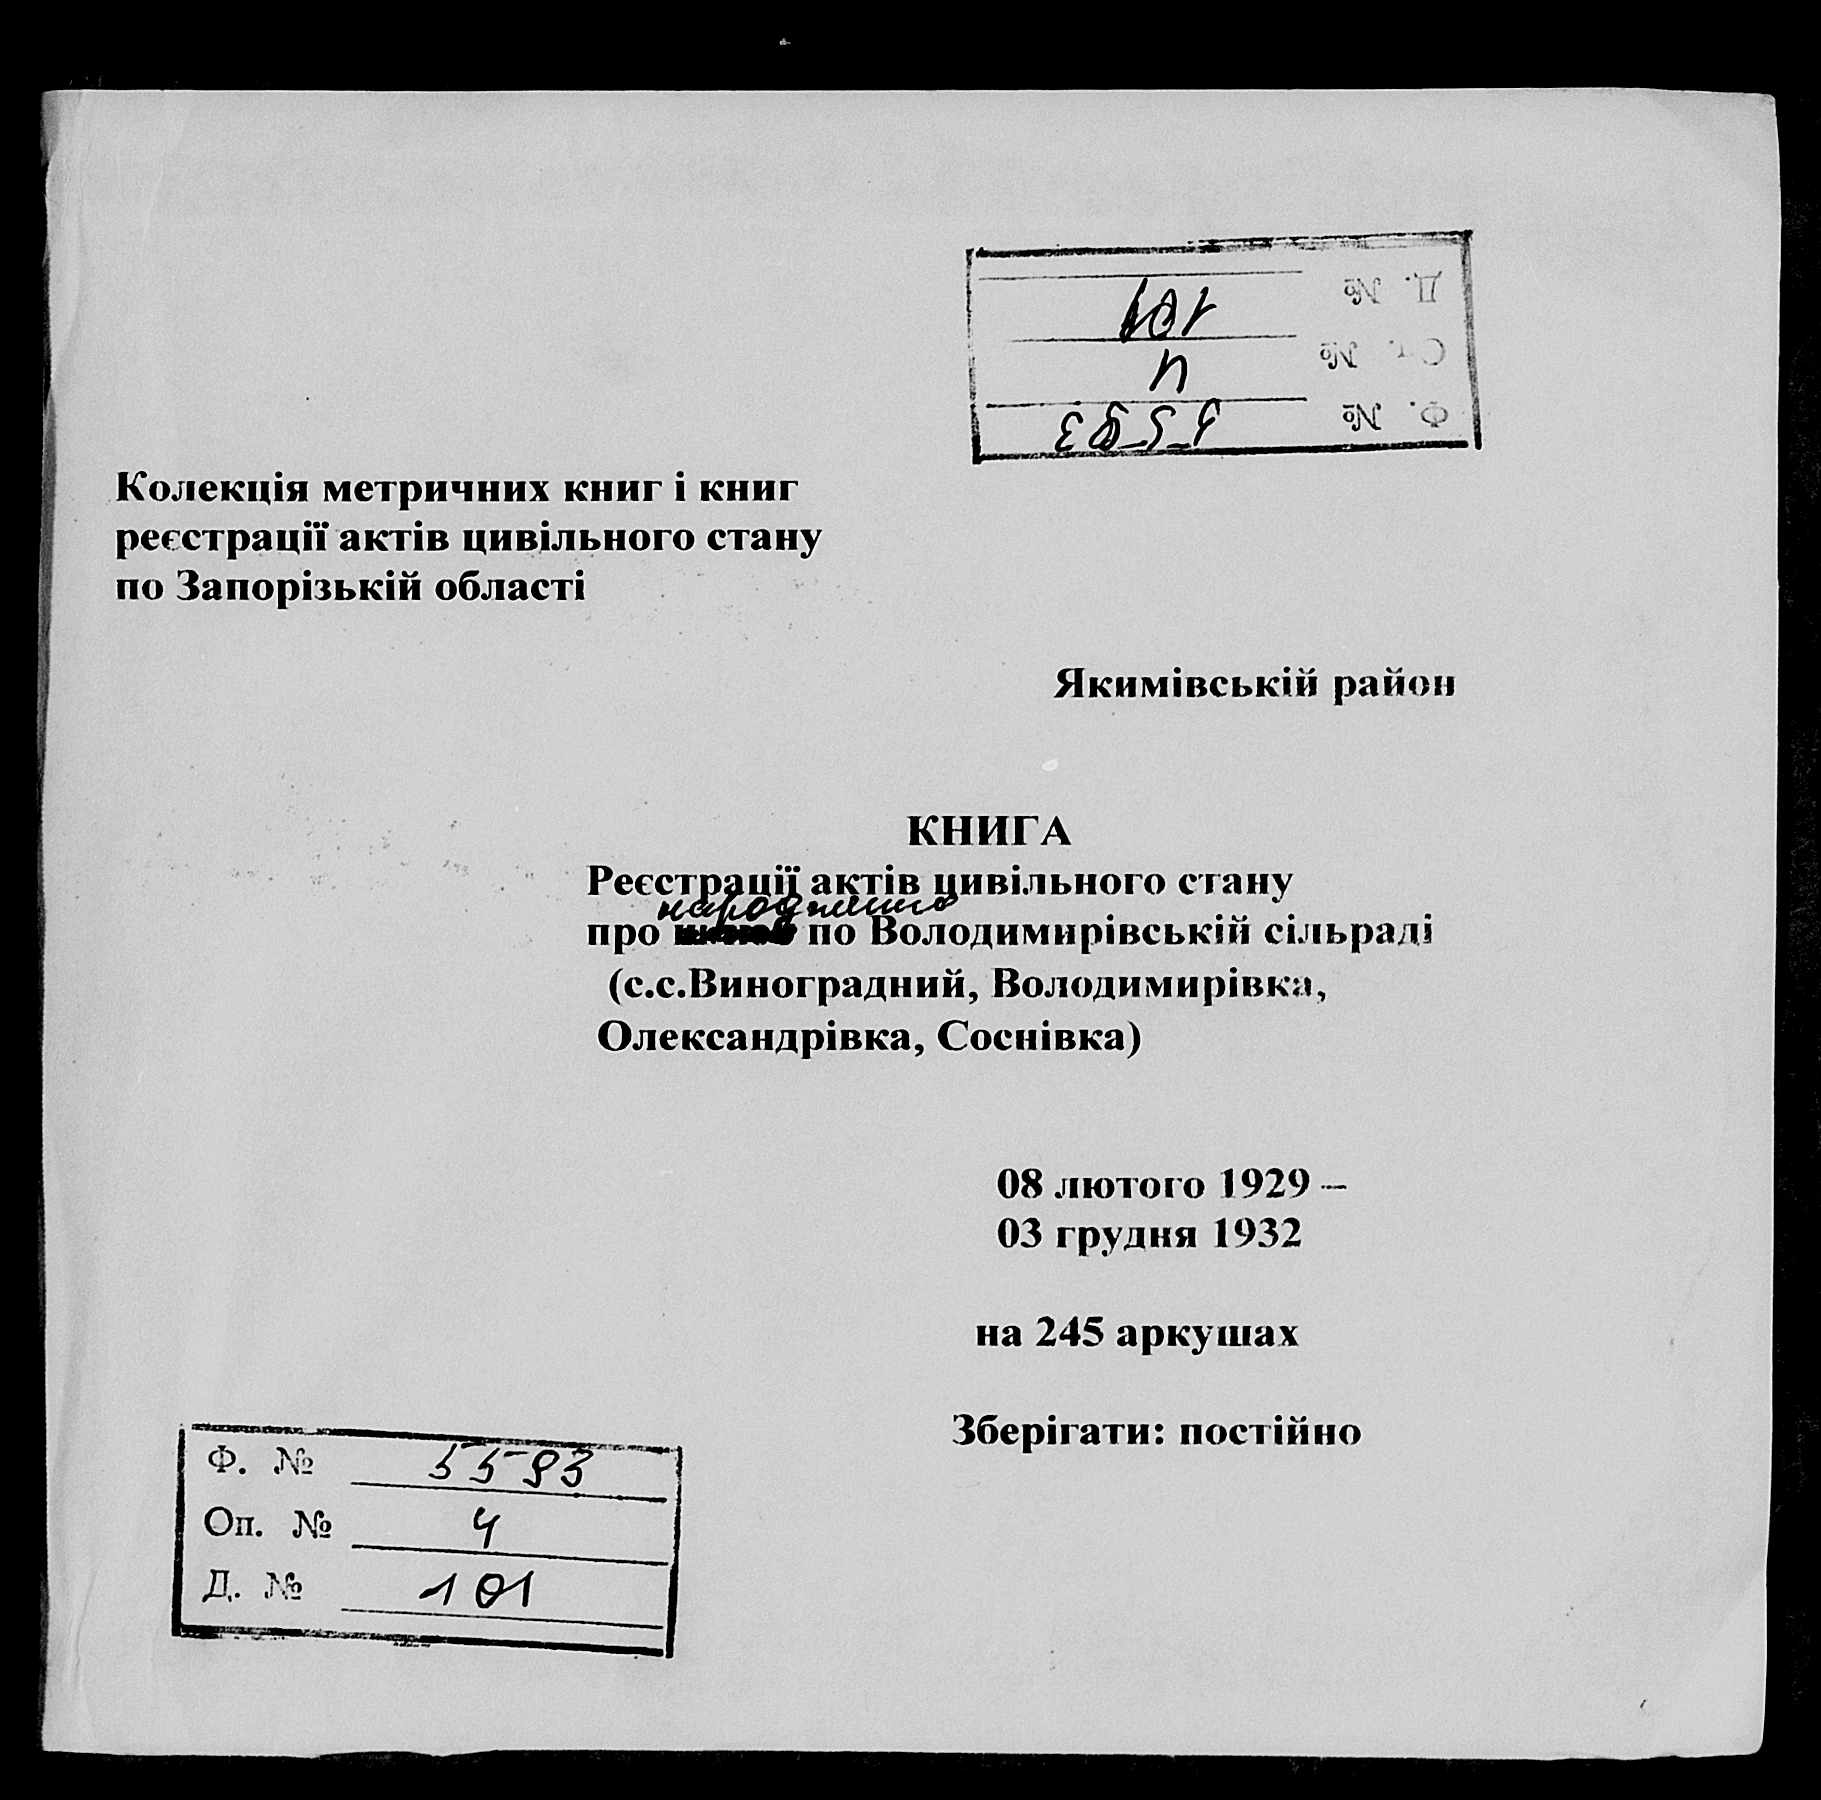 Д. № 101
Оп. № 4
Ф. № 5593
Колекція метричних книг і книг
реєстрації актів цивільного стану
по Запорізькій області
Якимівській район
КНИГА
Реєстрації актів цивільного стану
народження
про по Володимирівській сільраді
(с.с.Виноградний, Володимирівка,
Олександрівка, Соснівка)
08 лютого 1929 –
03 грудня 1932
на 245 аркушах
Зберігати: постійно
Ф. № 5593
Оп. № 4
Д. № 101